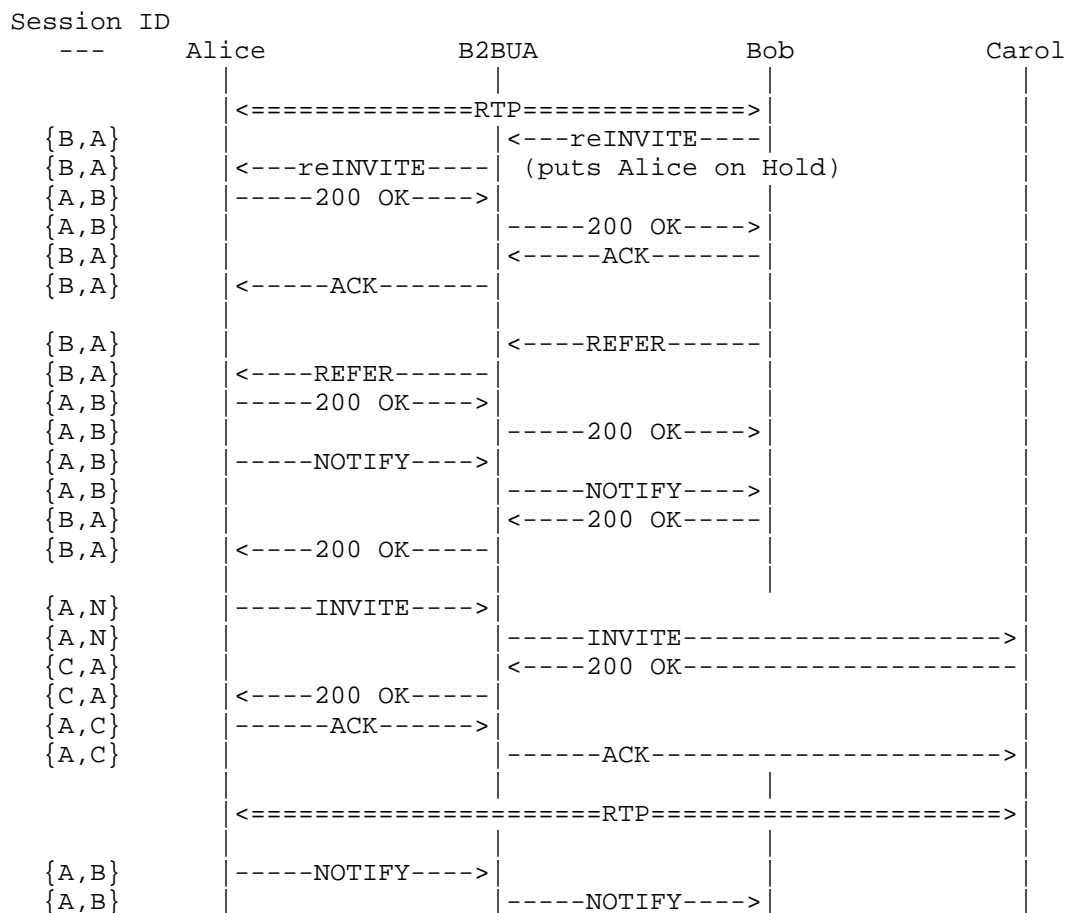 Session ID
--- Alice B2BUA Bob Carol
| | | |
|<==============RTP==============>| |
{B,A} | |<---reINVITE----| |
{B,A} |<---reINVITE----| (puts Alice on Hold) |
{A,B} |-----200 OK---->| | |
{A,B} | |-----200 OK---->| |
{B,A} | |<-----ACK-------| |
{B,A} |<-----ACK-------| | |
| | | |
{B,A} | |<----REFER------| |
{B,A} |<----REFER------| | |
{A,B} |-----200 OK---->| | |
{A,B} | |-----200 OK---->| |
{A,B} |-----NOTIFY---->| | |
{A,B} | |-----NOTIFY---->| |
{B,A} | |<----200 OK-----| |
{B,A} |<----200 OK-----| | |
| | | |
{A,N} |-----INVITE---->| |
{A,N} | |-----INVITE-------------------->|
{C,A} | |<----200 OK---------------------|
{C,A} |<----200 OK-----| |
{A,C} |------ACK------>| |
{A,C} | |------ACK---------------------->|
| | | |
|<======================RTP======================>|
| | | |
{A,B} |-----NOTIFY---->| | |
{A,B} | |-----NOTIFY---->| |